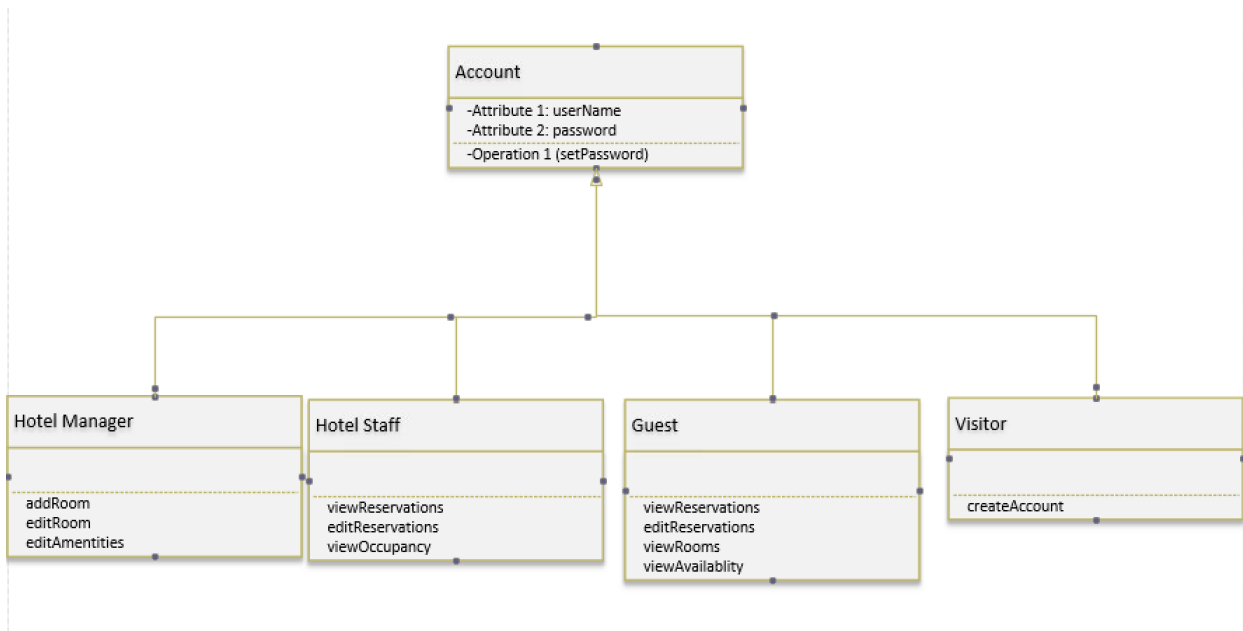 Account
-Attribute 1: userName
-Attribute 2: password
-Operation 1 (setPassword)
Hotel Manager
addRoom
editRoom
editAmentities
Hotel Staff
viewReservations
editReservations
viewOccupancy
Guest
viewReservations
editReservations
viewRooms
viewAvailablity
Visitor
createAccount